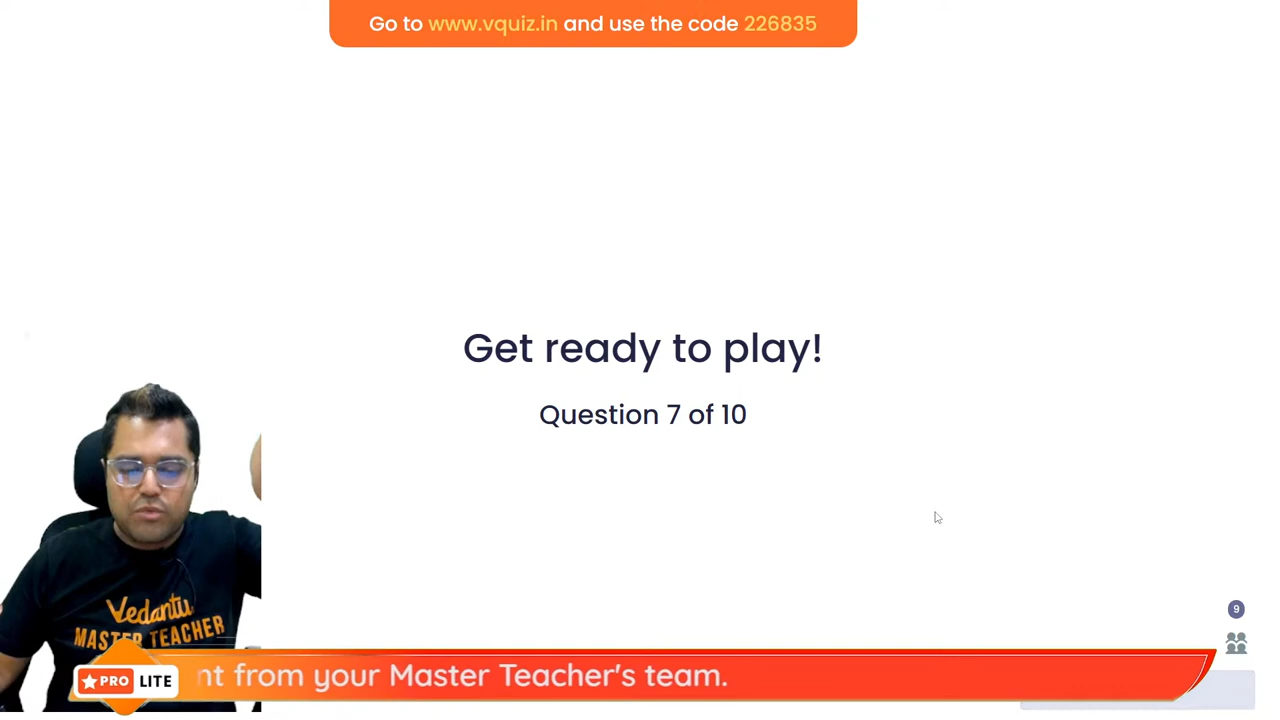 Go to www.vquiz.in and use the code 226835
Get ready to play!
Question 7 of 10
Vedantu
MASTER TEACHER
9
PRO LITE
nt from your Master Teacher's team.